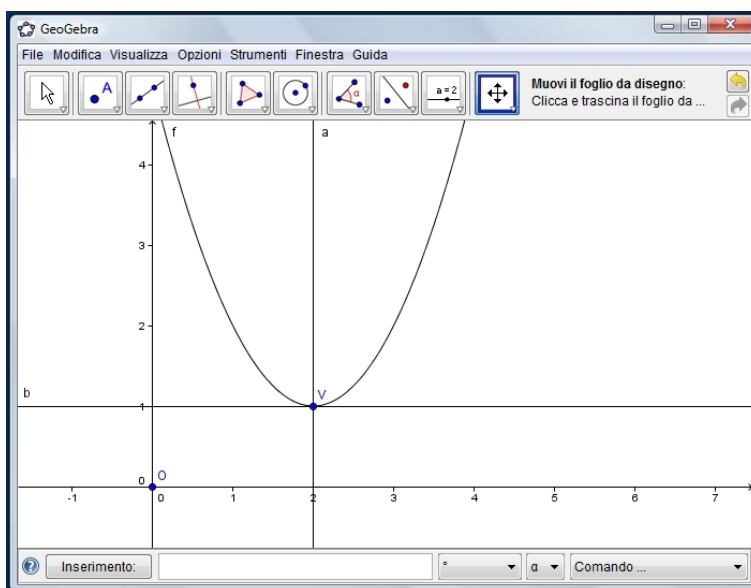 GeoGebra
File Modifica Visualizza Opzioni Strumenti Finestra Guida
A
α
a = 2
Muovi il foglio da disegno:
Clicca e trascina il foglio da ...
f
a
4
3
2
V
b
1
0
O
-1 0 1 2 3 4 5 6 7
Inserimento:
°
α
Comando ...